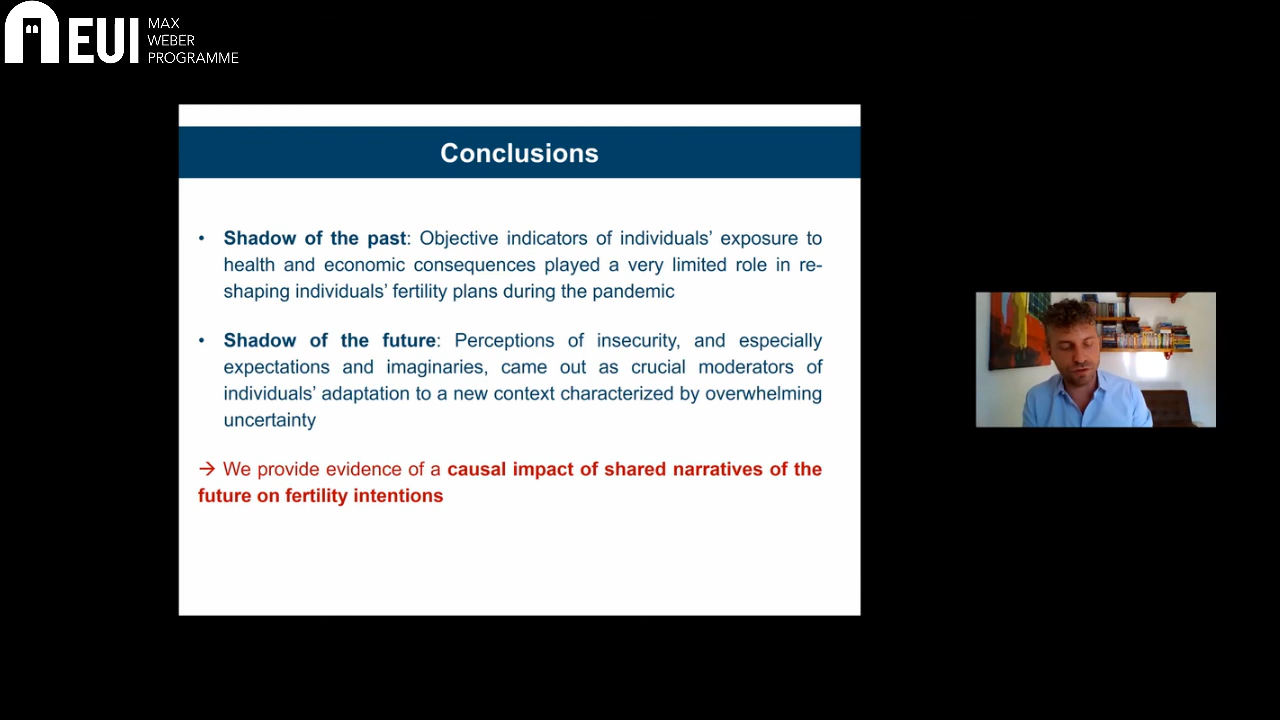 EUI
MAX
WEBER
PROGRAMME
Conclusions
• Shadow of the past: Objective indicators of individuals’ exposure to
health and economic consequences played a very limited role in re-
shaping individuals’ fertility plans during the pandemic
• Shadow of the future: Perceptions of insecurity, and especially
expectations and imaginaries, came out as crucial moderators of
individuals’ adaptation to a new context characterized by overwhelming
uncertainty
→ We provide evidence of a causal impact of shared narratives of the
future on fertility intentions